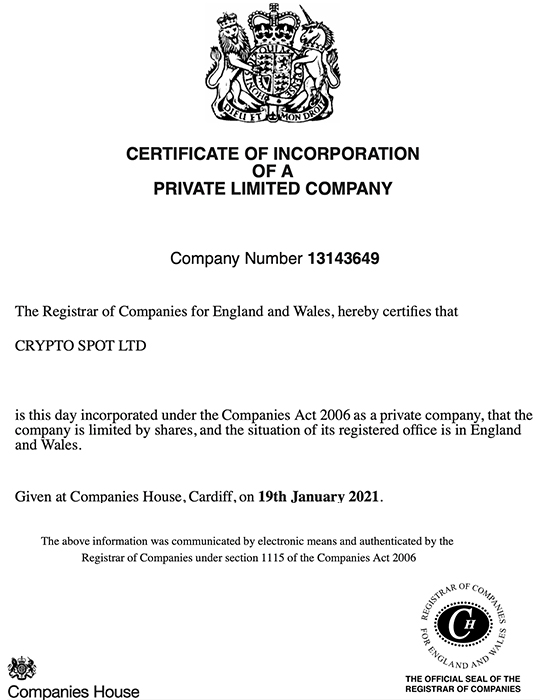 QUI MAL
DIEU ET MON DROIT
CERTIFICATE OF INCORPORATION
OF A
PRIVATE LIMITED COMPANY
Company Number 13143649
The Registrar of Companies for England and Wales, hereby certifies that
CRYPTO SPOT LTD
is this day incorporated under the Companies Act 2006 as a private company, that the
company is limited by shares, and the situation of its registered office is in England
and Wales.
Given at Companies House, Cardiff, on 19th January 2021.
The above information was communicated by electronic means and authenticated by the
Registrar of Companies under section 1115 of the Companies Act 2006
REGISTRAR OF COMPANIES
FOR ENGLAND AND WALES
CH
THE OFFICIAL SEAL OF THE
REGISTRAR OF COMPANIES
Companies House